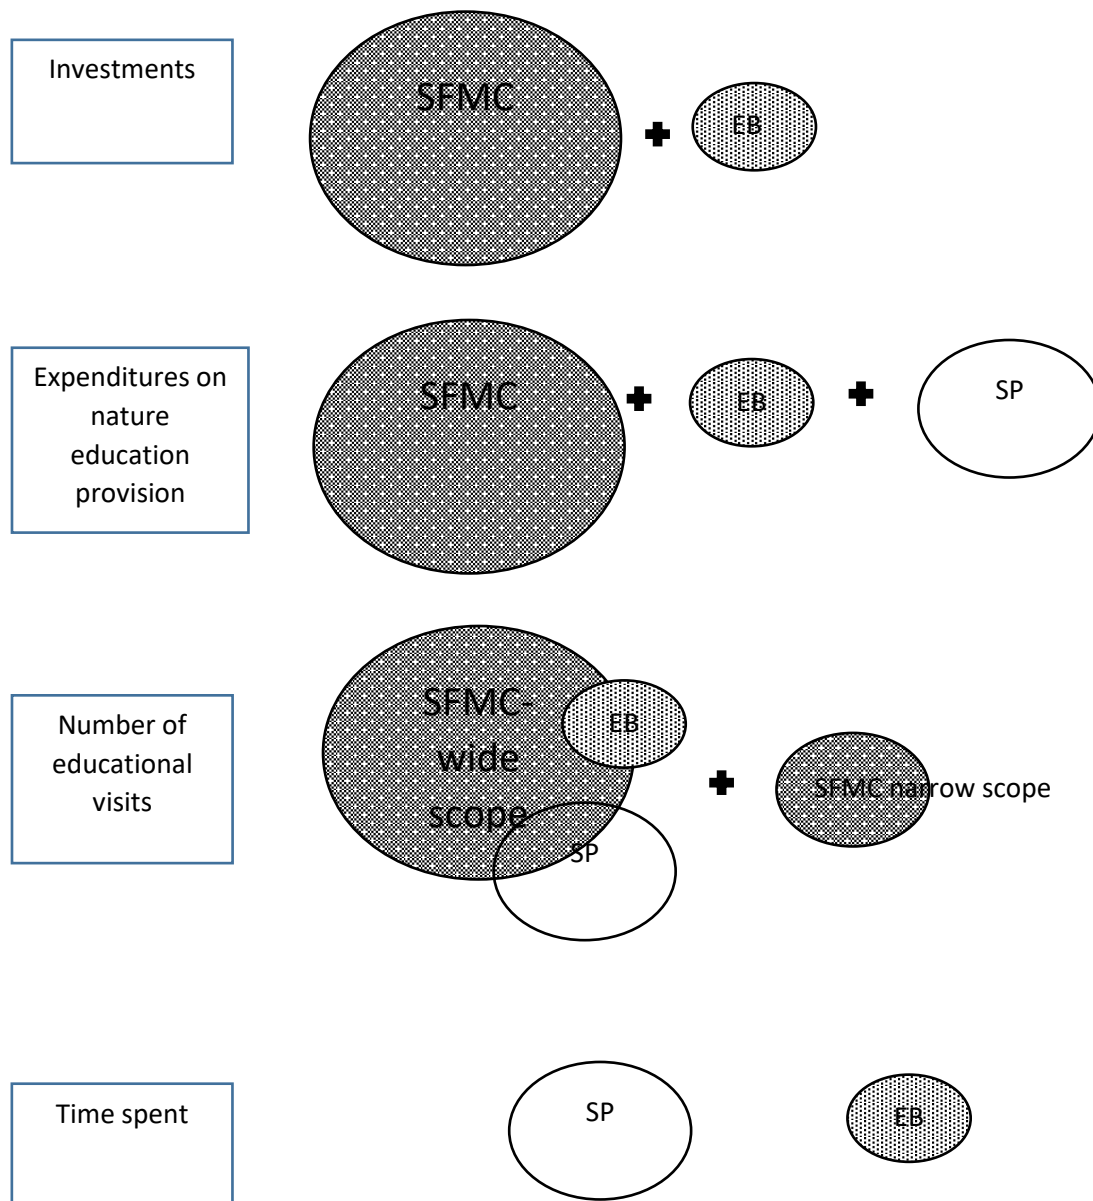 Investments
SFMC
EB
Expenditures on
nature
education
provision
SFMC
EB
SP
Number of
educational
visits
SFMC-
wide
scope
EB
SP
SFMC narrow scope
Time spent
SP
EB